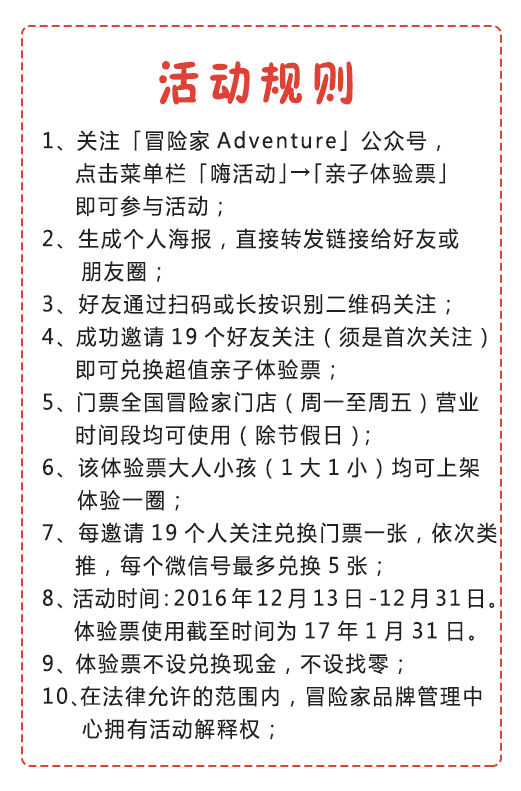 活动规则
1、关注「冒险家 Adventure」公众号，
点击菜单栏「嗨活动」→「亲子体验票」
即可参与活动；
2、生成个人海报，直接转发链接给好友或
朋友圈；
3、好友通过扫码或长按识别二维码关注；
4、成功邀请 19 个好友关注（须是首次关注）
即可兑换超值亲子体验票；
5、门票全国冒险家门店（周一至周五）营业
时间段均可使用（除节假日）；
6、该体验票大人小孩（1 大 1 小）均可上架
体验一圈；
7、每邀请 19 个人关注兑换门票一张，依次类
推，每个微信号最多兑换 5 张；
8、活动时间：2016 年 12 月 13 日 -12 月 31 日。
体验票使用截至时间为 17 年 1 月 31 日。
9、体验票不设兑换现金，不设找零；
10、在法律允许的范围内，冒险家品牌管理中
心拥有活动解释权；